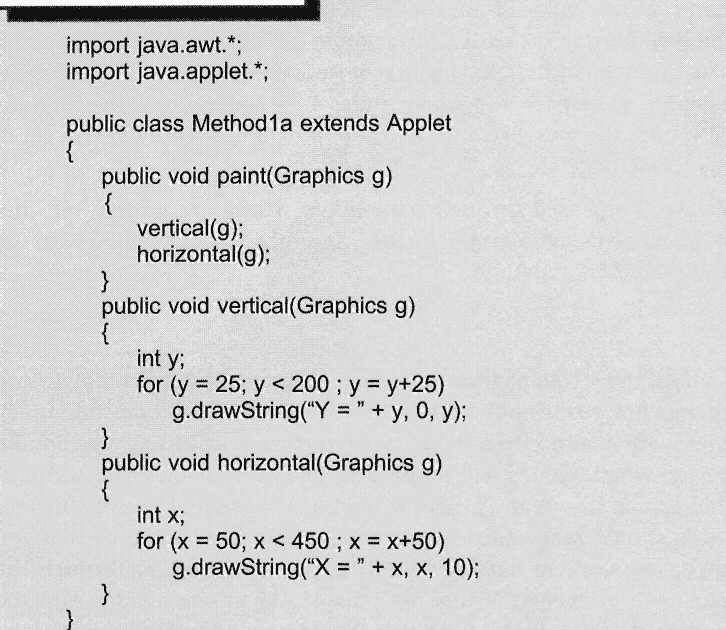 import java.awt.*;
import java.applet.*;
public class Method1a extends Applet
{
public void paint(Graphics g)
{
vertical(g);
horizontal(g);
}
public void vertical(Graphics g)
{
int y;
for (y = 25; y < 200 ; y = y+25)
g.drawString(“Y = ” + y, 0, y);
}
public void horizontal(Graphics g)
{
int x;
for (x = 50; x < 450 ; x = x+50)
g.drawString(“X = ” + x, x, 10);
}
}